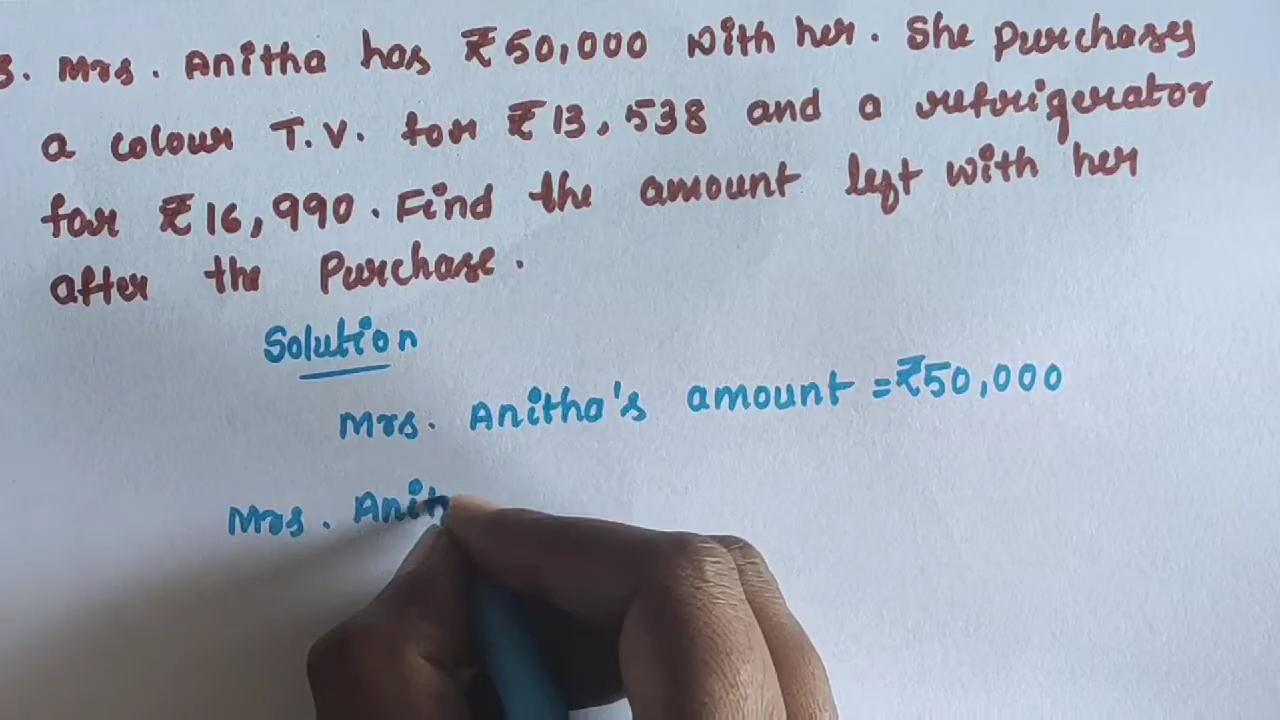 3. Mrs. Anitha has ₹50,000 with her. She Purchases
a colour T.V. for ₹13,538 and a refrigerator
for ₹16,990. Find the amount left with her
after the Purchase.
Solution
Mrs. Anitha's amount = ₹50,000
Mrs. Anith